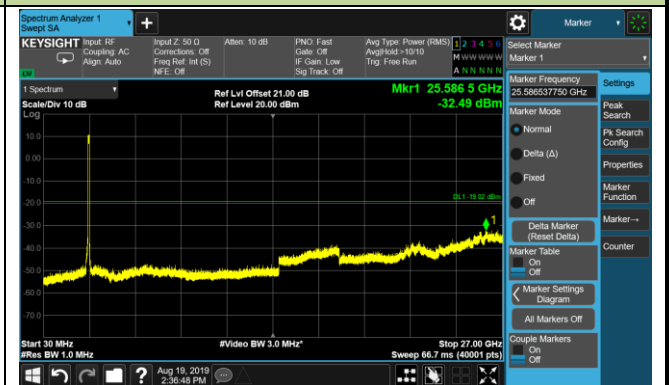 Spectrum Analyzer 1
Swept SA
+
Marker
KEYSIGHT
Input: RF
Coupling: AC
Align: Auto
Input Z: 50 Ω
Corrections: Off
Freq Ref: Int (S)
NFE: Off
Atten: 10 dB
PNO: Fast
Gate: Off
IF Gain: Low
Sig Track: Off
Avg Type: Power (RMS)
Avg|Hold:>10/10
Trig: Free Run
1 2 3 4 5 6
M W W W W W
A N N N N N
Select Marker
Marker 1
1 Spectrum
Scale/Div 10 dB
Log
Ref Lvl Offset 21.00 dB
Ref Level 20.00 dBm
Mkr1 25.586 5 GHz
-32.49 dBm
10.0
0.00
-10.0
-20.0
-30.0
-40.0
-50.0
-60.0
-70.0
DL1 -19.02 dBm
1
Start 30 MHz
#Res BW 1.0 MHz
#Video BW 3.0 MHz*
Stop 27.00 GHz
Sweep 66.7 ms (40001 pts)
Marker Frequency
25.586537750 GHz
Marker Mode
Normal
Delta (Δ)
Fixed
Off
Delta Marker
(Reset Delta)
Marker Table
On
Off
Marker Settings
Diagram
All Markers Off
Couple Markers
On
Off
Settings
Peak
Search
Pk Search
Config
Properties
Marker
Function
Marker→
Counter
?
Aug 19, 2019
2:36:48 PM